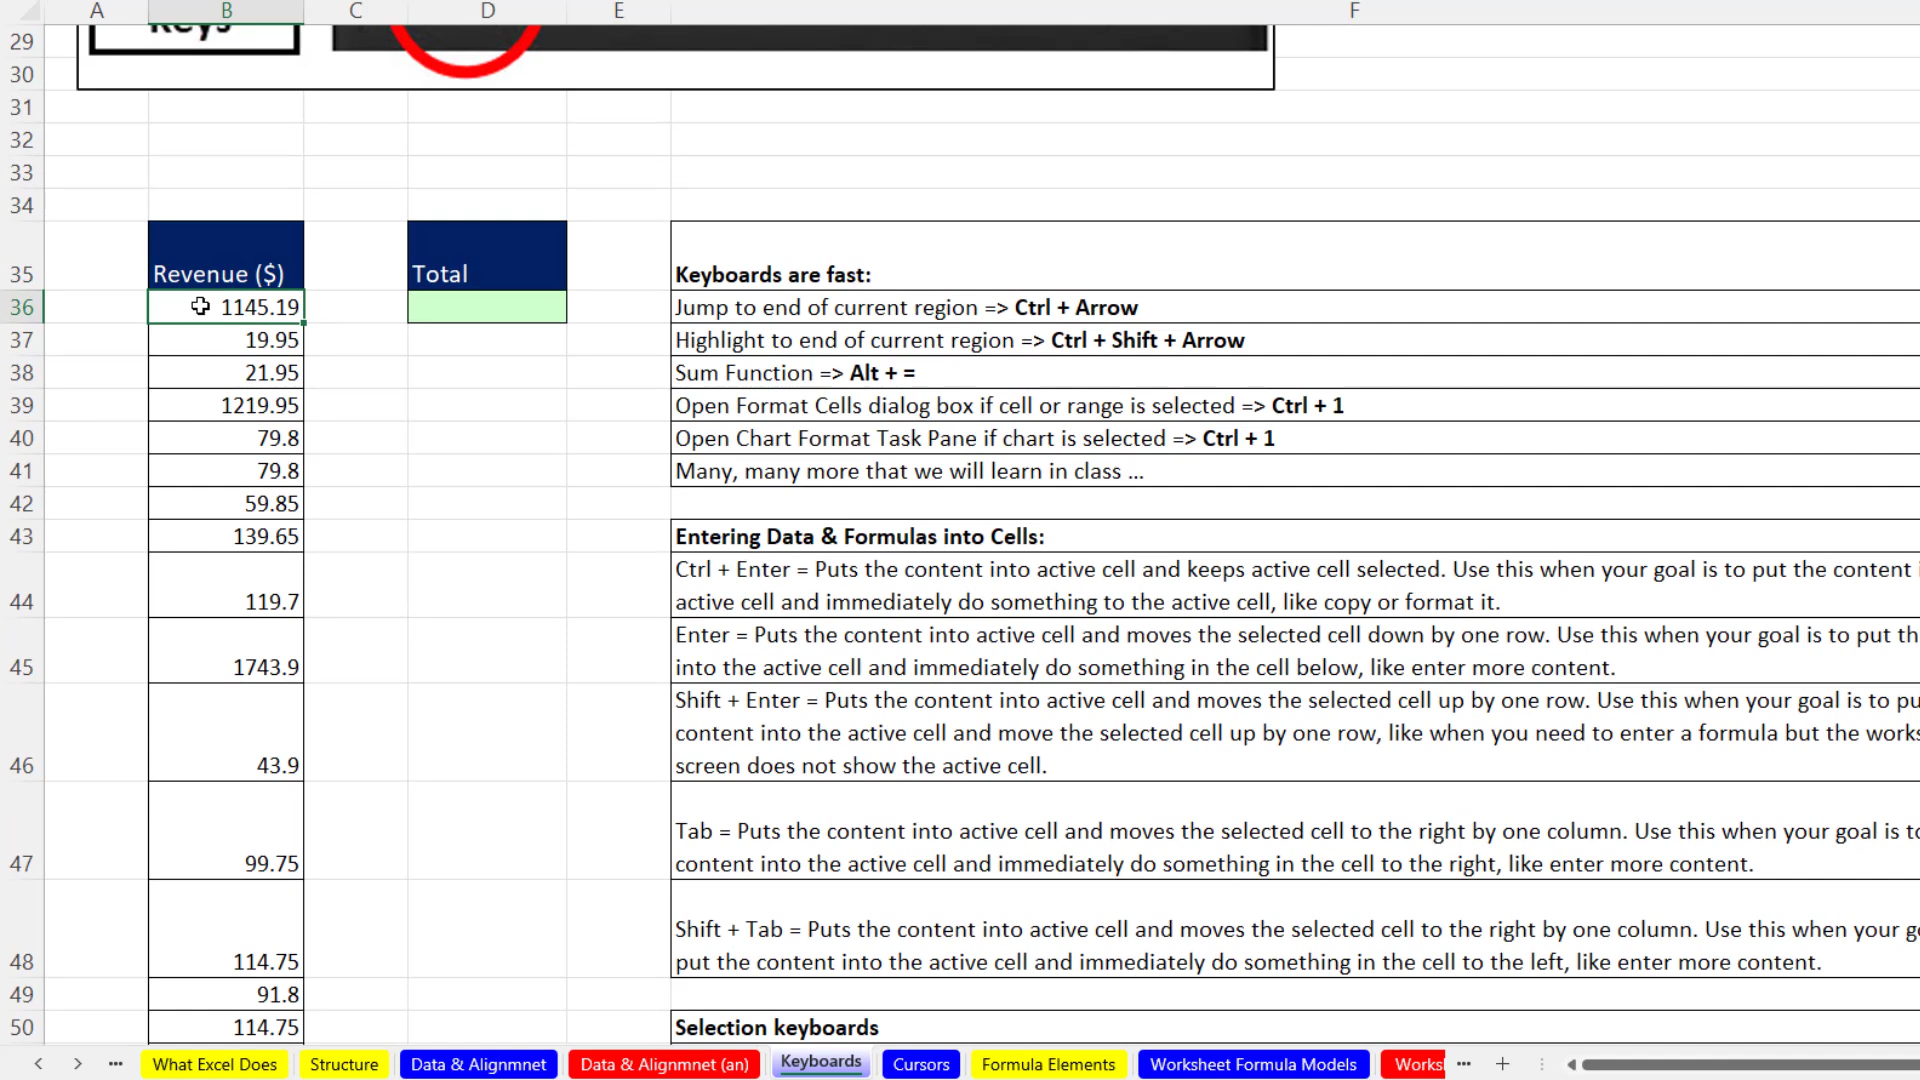 A B C D E F
29 Keys
30
31
32
33
34
35 Revenue ($) Total Keyboards are fast:
36 1145.19 Jump to end of current region => Ctrl + Arrow
37 19.95 Highlight to end of current region => Ctrl + Shift + Arrow
38 21.95 Sum Function => Alt + =
39 1219.95 Open Format Cells dialog box if cell or range is selected => Ctrl + 1
40 79.8 Open Chart Format Task Pane if chart is selected => Ctrl + 1
41 79.8 Many, many more that we will learn in class ...
42 59.85
43 139.65 Entering Data & Formulas into Cells:
Ctrl + Enter = Puts the content into active cell and keeps active cell selected. Use this when your goal is to put the content
44 119.7 active cell and immediately do something to the active cell, like copy or format it.
Enter = Puts the content into active cell and moves the selected cell down by one row. Use this when your goal is to put th
45 1743.9 into the active cell and immediately do something in the cell below, like enter more content.
Shift + Enter = Puts the content into active cell and moves the selected cell up by one row. Use this when your goal is to pu
content into the active cell and move the selected cell up by one row, like when you need to enter a formula but the works
46 43.9 screen does not show the active cell.
Tab = Puts the content into active cell and moves the selected cell to the right by one column. Use this when your goal is to
47 99.75 content into the active cell and immediately do something in the cell to the right, like enter more content.
Shift + Tab = Puts the content into active cell and moves the selected cell to the right by one column. Use this when your go
48 114.75 put the content into the active cell and immediately do something in the cell to the left, like enter more content.
49 91.8
50 114.75 Selection keyboards
What Excel Does Structure Data & Alignmnet Data & Alignmnet (an) Keyboards Cursors Formula Elements Worksheet Formula Models Works